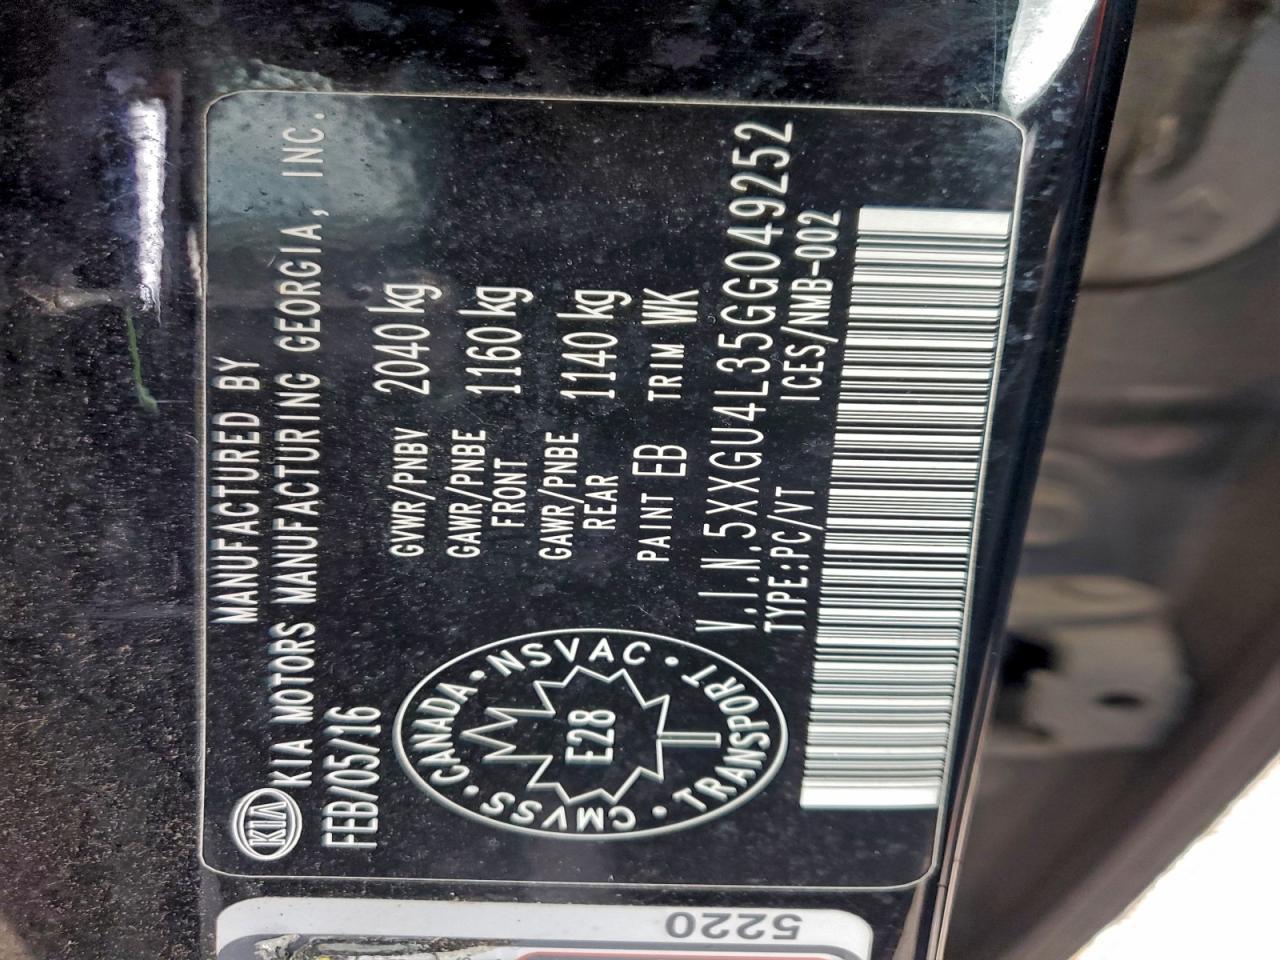 KIA
MANUFACTURED BY
KIA MOTORS MANUFACTURING GEORGIA, INC.
FEB/05/16
GVWR/PNBV 2040 kg
GAWR/PNBE 1160 kg
FRONT
GAWR/PNBE 1140 kg
REAR
PAINT EB TRIM WK
CMVSS • CANADA • NSVAC • TRANSPORT •
E28
V.I.N.5XXGU4L35GG049252
TYPE:PC/VT ICES/NMB-002
5220